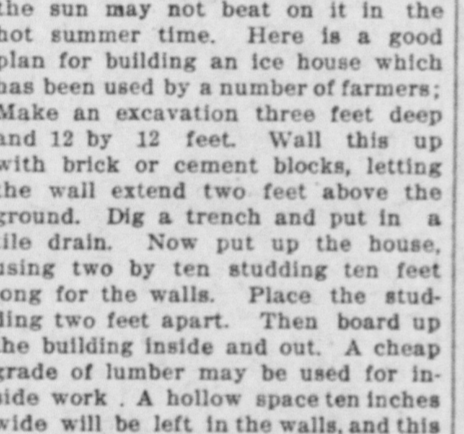 the sun may not beat on it in the
hot summer time. Here is a good
plan for building an ice house which
has been used by a number of farmers;
Make an excavation three feet deep
and 12 by 12 feet. Wall this up
with brick or cement blocks, letting
the wall extend two feet above the
ground. Dig a trench and put in a
tile drain. Now put up the house,
using two by ten studding ten feet
long for the walls. Place the stud-
ding two feet apart. Then board up
the building inside and out. A cheap
grade of lumber may be used for in-
side work . A hollow space ten inches
wide will be left in the walls, and this